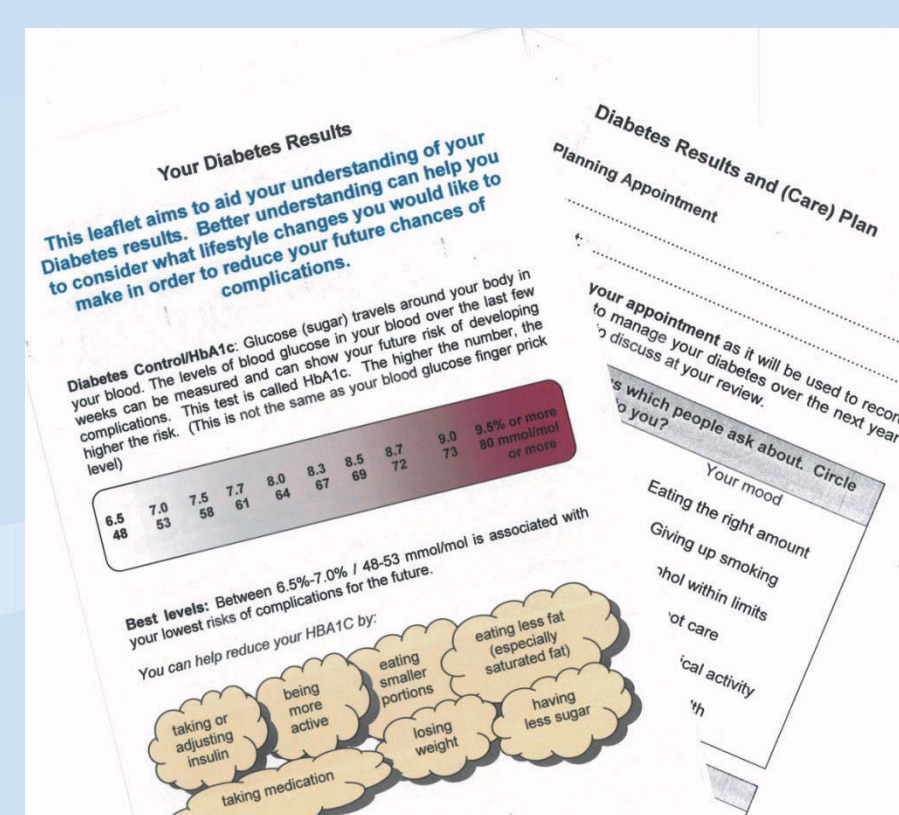 Your Diabetes Results
This leaflet aims to aid your understanding of your
Diabetes results. Better understanding can help you
to consider what lifestyle changes you would like to
make in order to reduce your future chances of
complications.
Diabetes Control/HbA1c: Glucose (sugar) travels around your body in
your blood. The levels of blood glucose in your blood over the last few
weeks can be measured and can show your future risk of developing
complications. This test is called HbA1c. The higher the number, the
higher the risk. (This is not the same as your blood glucose finger prick
level)
6.5 7.0 7.5 7.7 8.0 8.3 8.5 8.7 9.0 9.5% or more
48 53 58 61 64 67 69 72 73 80 mmol/mol
or more
Best levels: Between 6.5%-7.0% / 48-53 mmol/mol is associated with
your lowest risks of complications for the future.
You can help reduce your HBA1C by:
taking or
adjusting
insulin
being
more
active
eating
smaller
portions
eating less fat
(especially
saturated fat)
taking medication
losing
weight
having
less sugar
Diabetes Results and (Care) Plan
Planning Appointment
your appointment as it will be used to
to manage your diabetes over the next year
discuss at your review.
which people ask about. Circle
you?
Your mood
Eating the right amount
Giving up smoking
within limits
care
activity